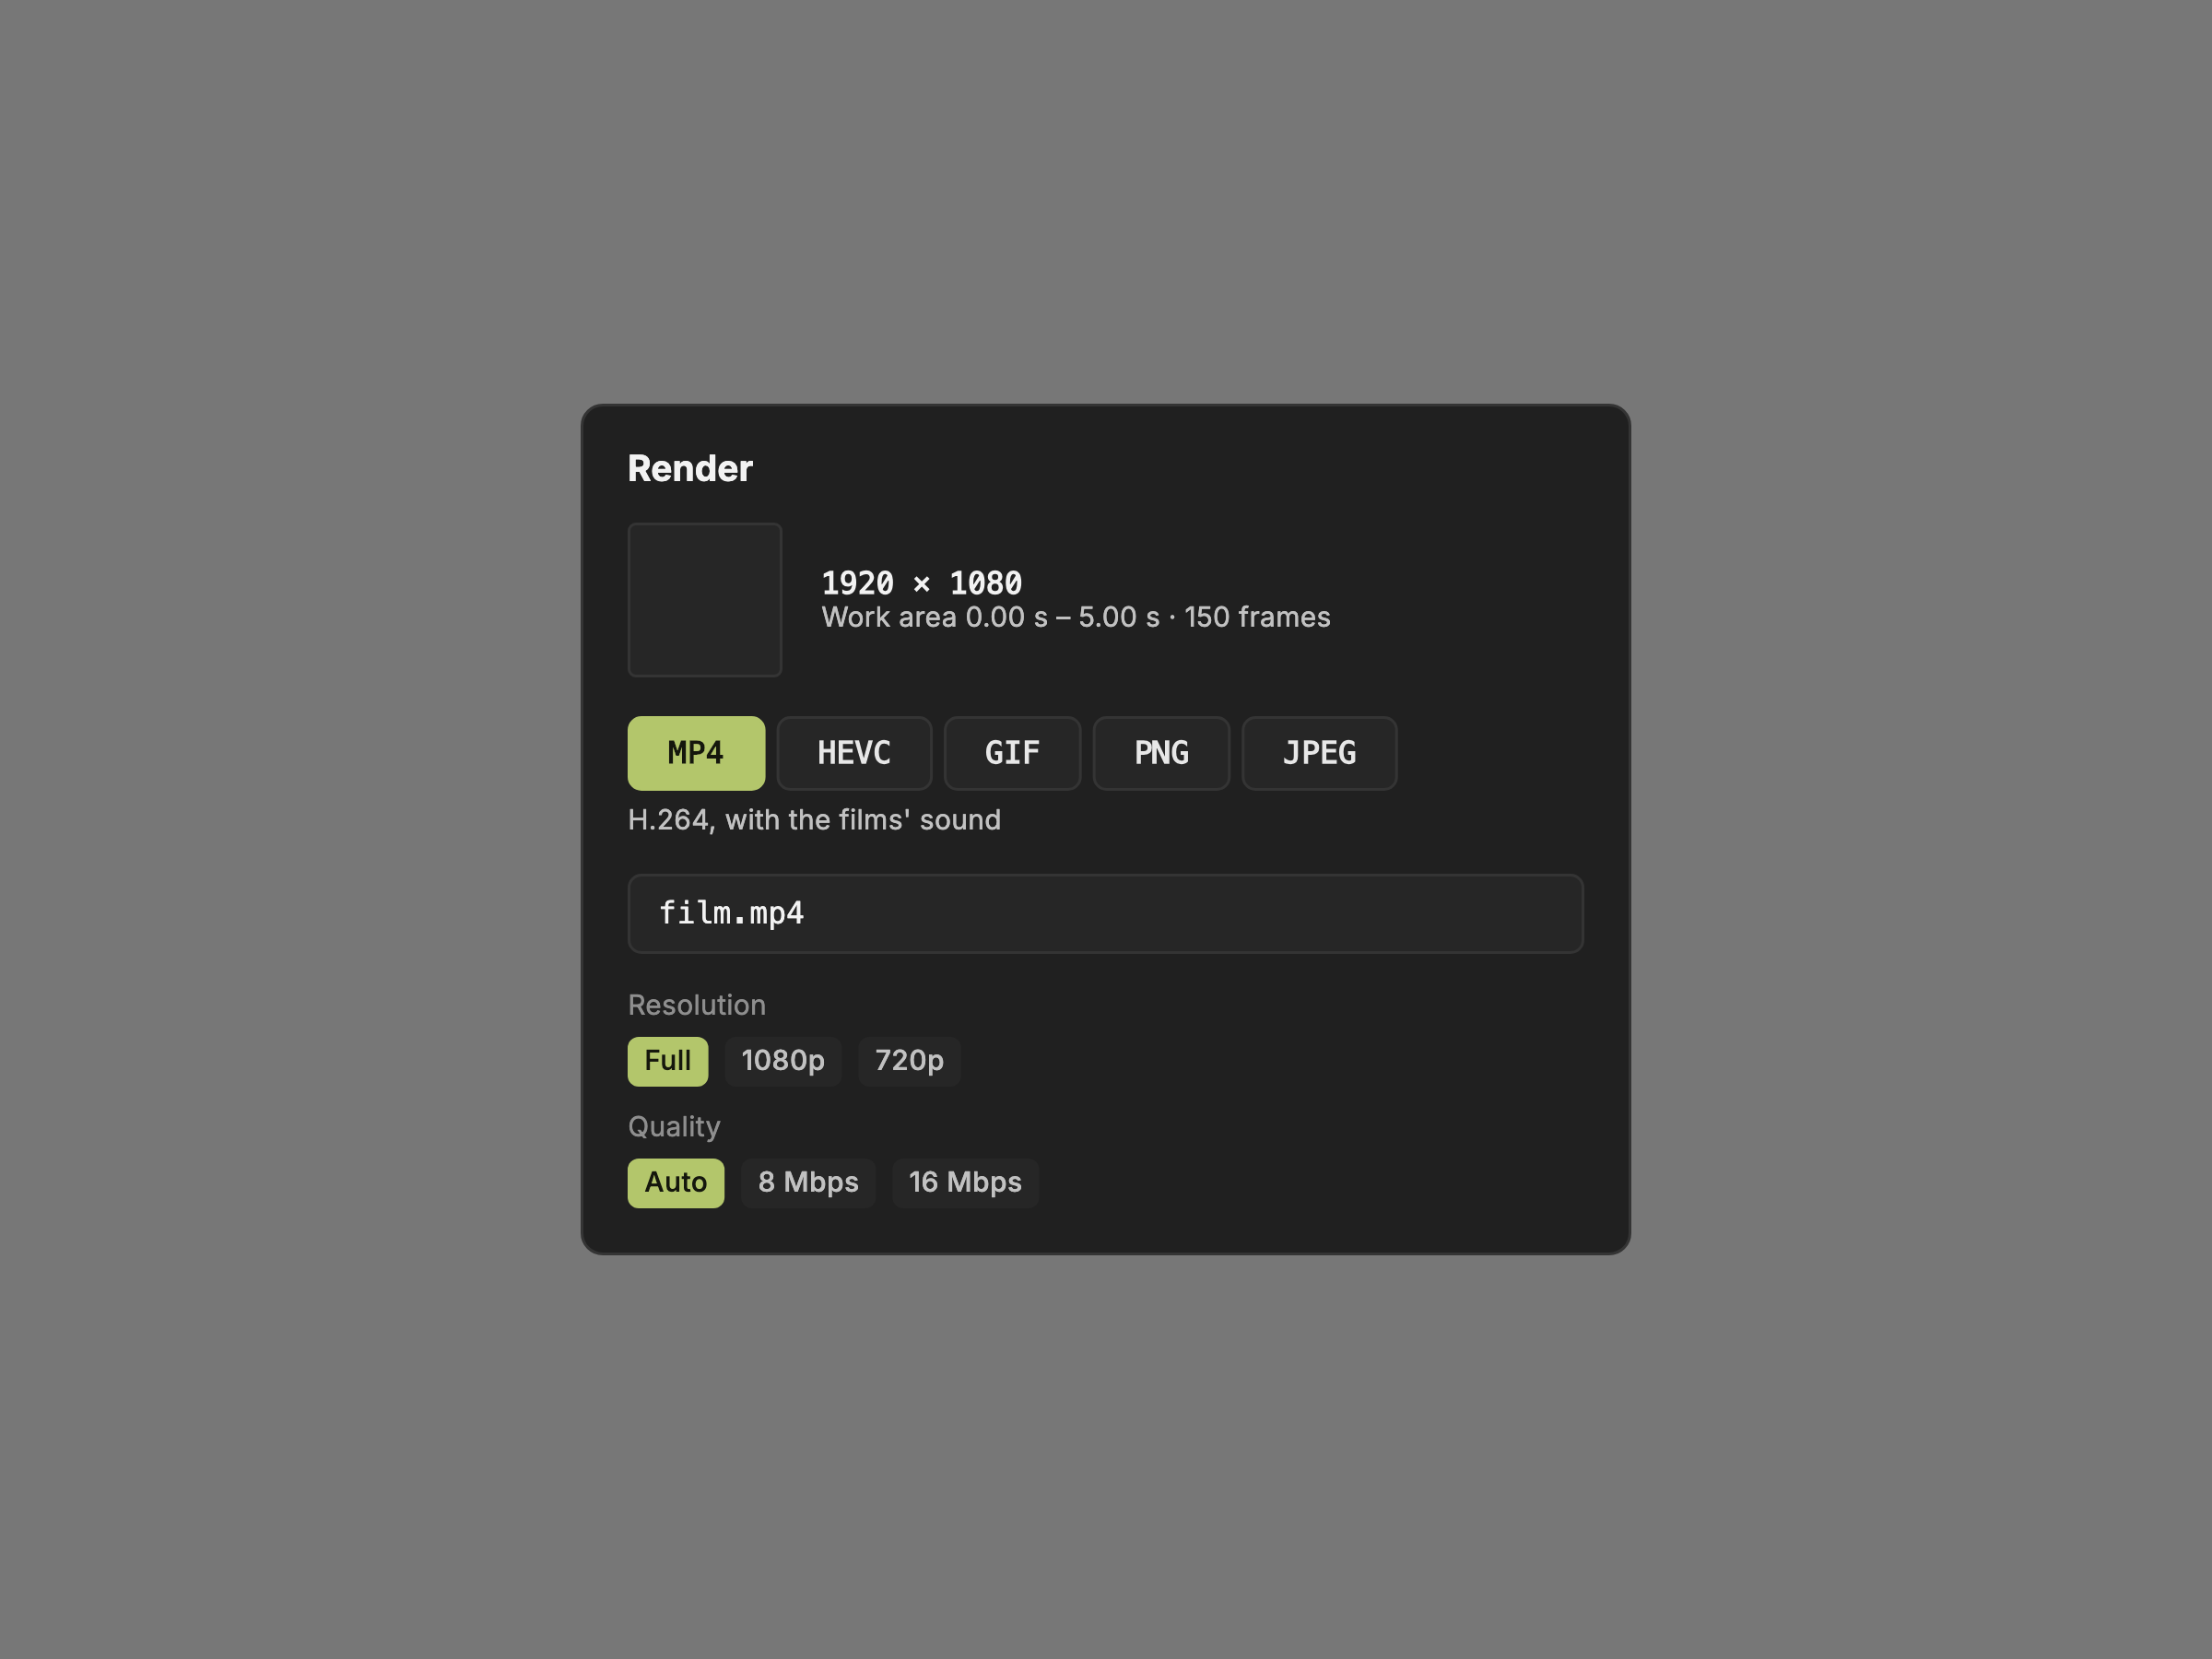 Render
1920 × 1080
Work area 0.00 s – 5.00 s · 150 frames
MP4 HEVC GIF PNG JPEG
H.264, with the films' sound
film.mp4
Resolution
Full 1080p 720p
Quality
Auto 8 Mbps 16 Mbps